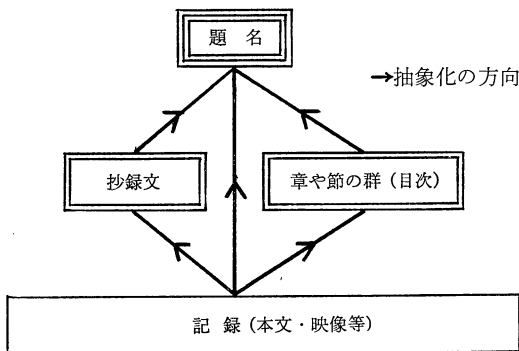 題 名
→抽象化の方向
抄録文
章や節の群（目次）
記 録（本文・映像等）